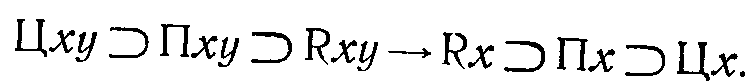 Цxy ⊃ Пxy ⊃ Rxy → Rx ⊃ Пx ⊃ Цx.